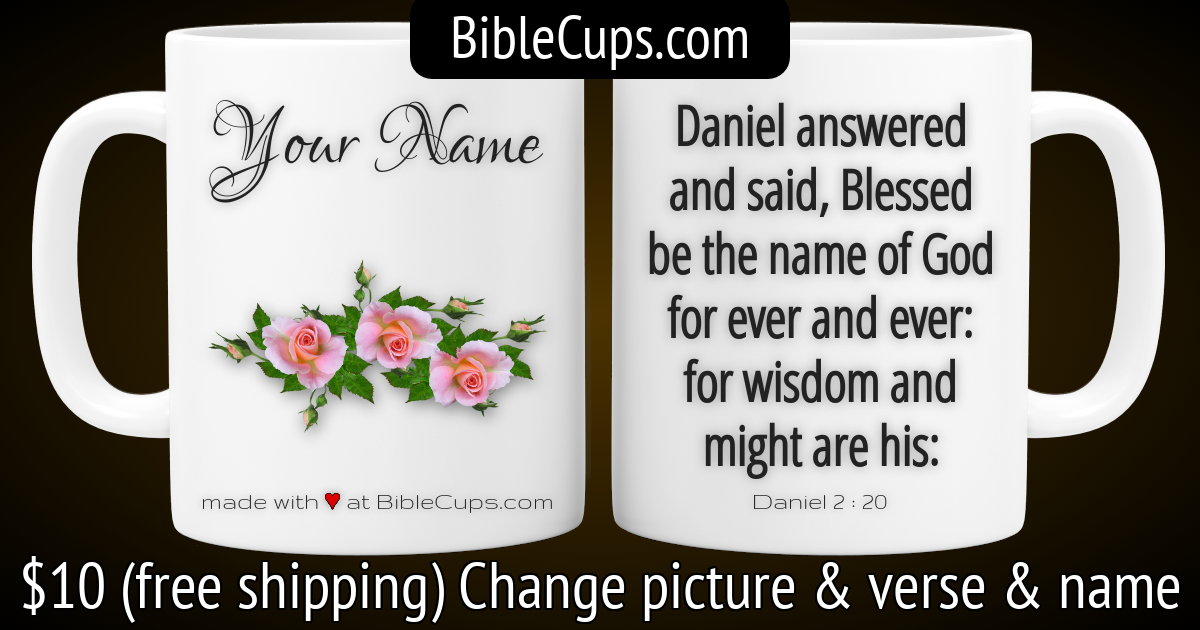 BibleCups.com
Your Name
made with ♥ at BibleCups.com
Daniel answered
and said, Blessed
be the name of God
for ever and ever:
for wisdom and
might are his:
Daniel 2 : 20
$10 (free shipping) Change picture & verse & name